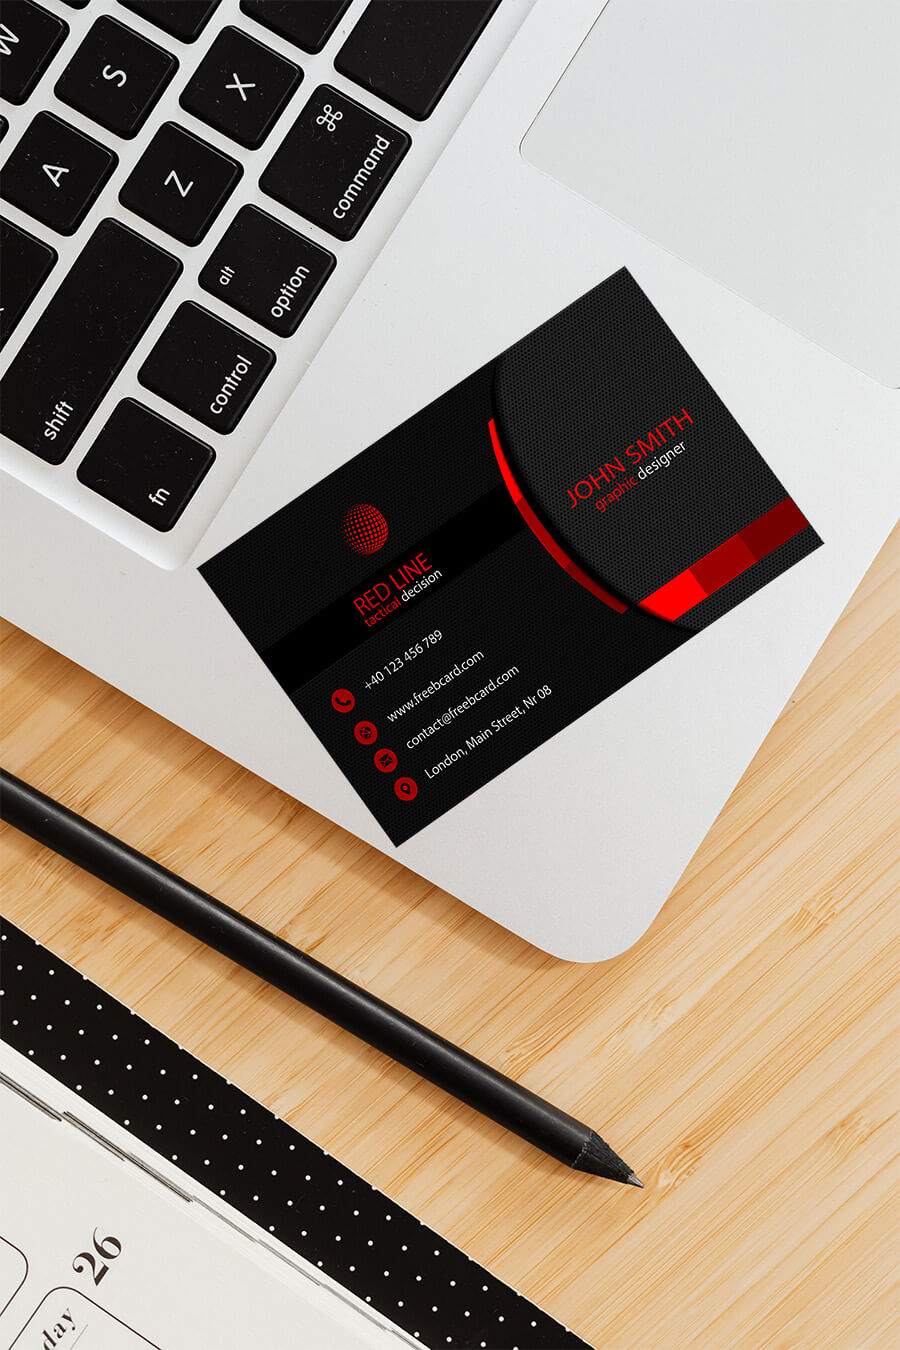 W
S
X
⌘
command
A
Z
alt
option
control
shift
fn
JOHN SMITH
graphic designer
RED LINE
tactical decision
+40 123 456 789
www.freebcard.com
contact@freebcard.com
London, Main Street, Nr 08
26
day